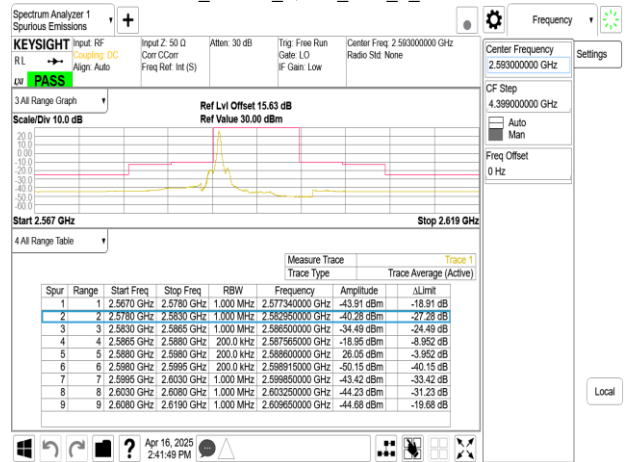 Spectrum Analyzer 1
Spurious Emissions
Frequency
KEYSIGHT Input: RF Input Z: 50 Ω Atten: 30 dB Trig: Free Run Center Freq: 2.593000000 GHz
RL Coupling: DC Corr CCorr Gate: LO Radio Std: None
Align: Auto Freq Ref: Int (S) IF Gain: Low
LXI PASS
Center Frequency
2.593000000 GHz
Settings
CF Step
4.399000000 GHz
Auto
Man
Freq Offset
0 Hz
3 All Range Graph
Ref Lvl Offset 15.63 dB
Scale/Div 10.0 dB Ref Value 30.00 dBm
20.0
10.0
0.00
-10.0
-20.0
-30.0
-40.0
-50.0
-60.0
Start 2.567 GHz Stop 2.619 GHz
4 All Range Table
Measure Trace Trace 1
Trace Type Trace Average (Active)
Spur Range Start Freq Stop Freq RBW Frequency Amplitude ΔLimit
1 1 2.5670 GHz 2.5780 GHz 1.000 MHz 2.577340000 GHz -43.91 dBm -18.91 dB
2 2 2.5780 GHz 2.5830 GHz 1.000 MHz 2.582950000 GHz -40.28 dBm -27.28 dB
3 3 2.5830 GHz 2.5865 GHz 1.000 MHz 2.586500000 GHz -34.49 dBm -24.49 dB
4 4 2.5865 GHz 2.5880 GHz 200.0 kHz 2.587565000 GHz -18.95 dBm -8.952 dB
5 5 2.5880 GHz 2.5980 GHz 200.0 kHz 2.588600000 GHz 26.05 dBm -3.952 dB
6 6 2.5980 GHz 2.5995 GHz 200.0 kHz 2.598915000 GHz -50.15 dBm -40.15 dB
7 7 2.5995 GHz 2.6030 GHz 1.000 MHz 2.599850000 GHz -43.42 dBm -33.42 dB
8 8 2.6030 GHz 2.6080 GHz 1.000 MHz 2.603250000 GHz -44.23 dBm -31.23 dB
9 9 2.6080 GHz 2.6190 GHz 1.000 MHz 2.609650000 GHz -44.68 dBm -19.68 dB
Local
? Apr 16, 2025
2:41:49 PM